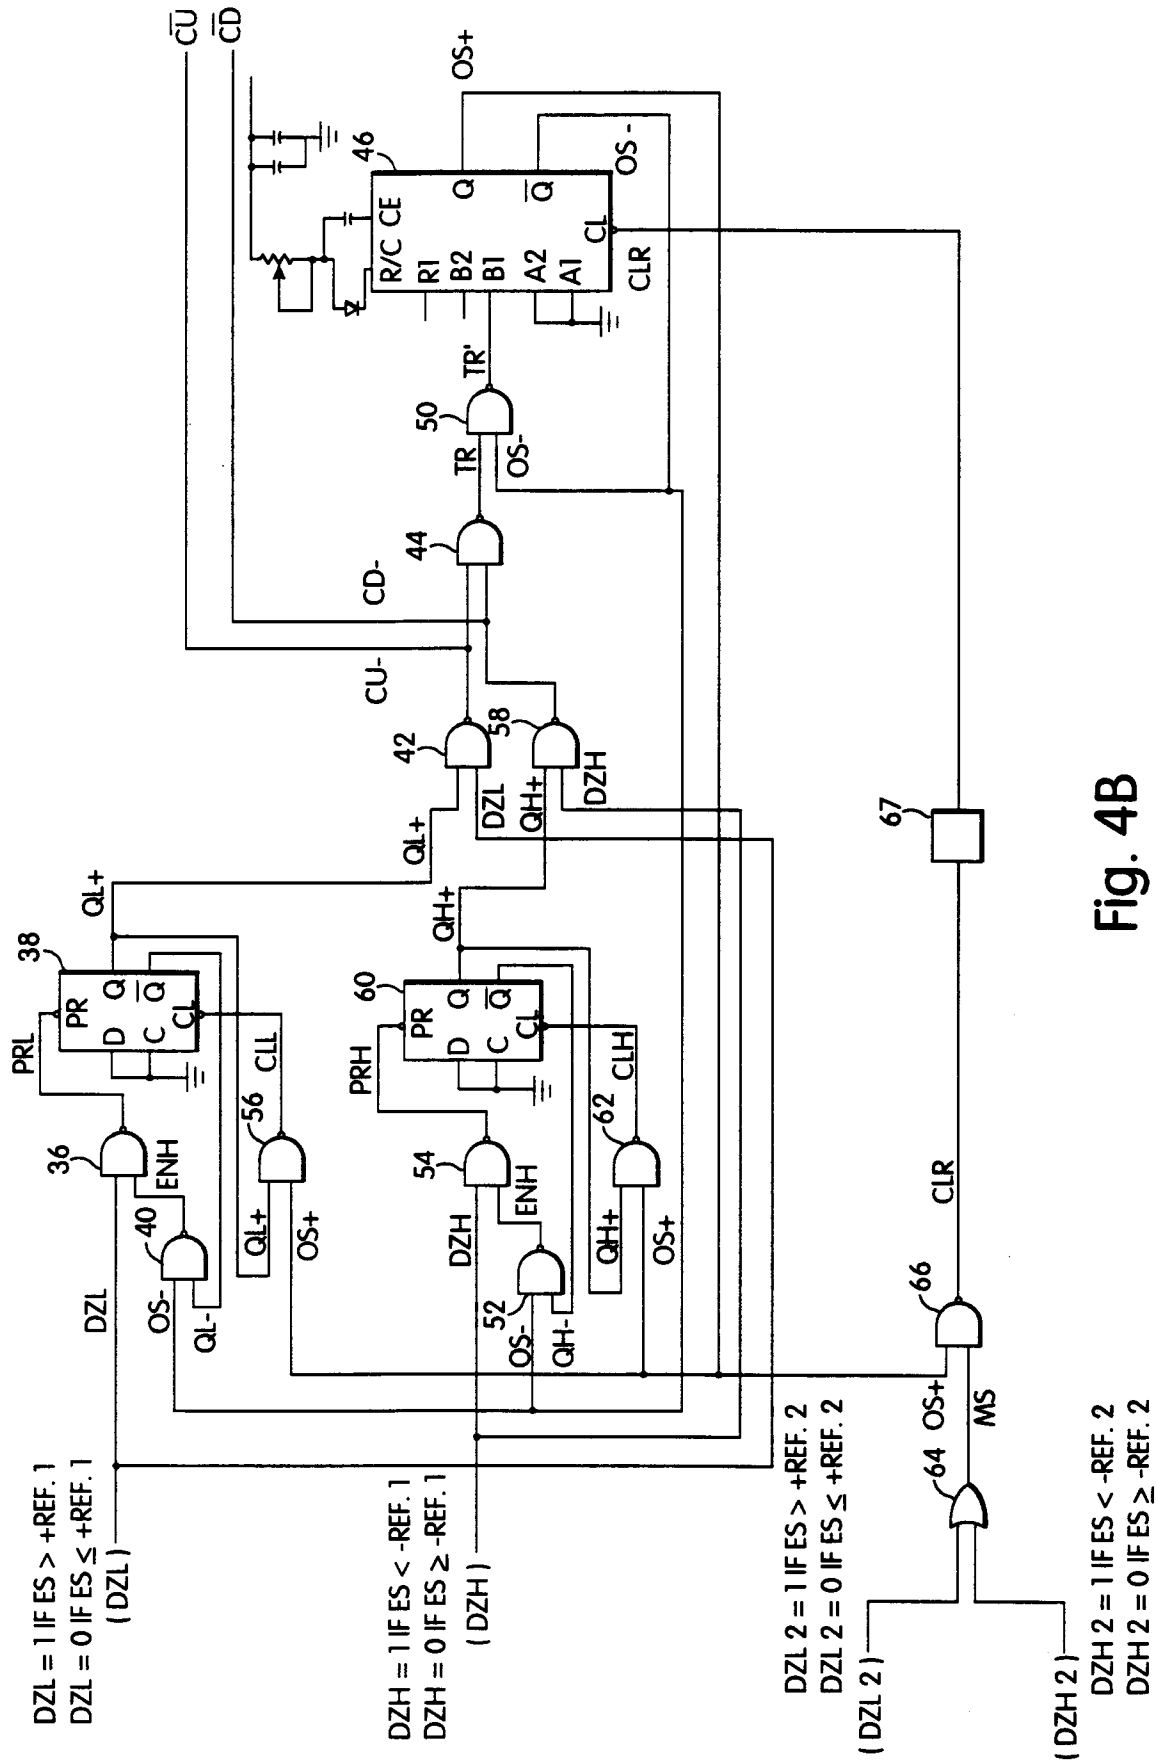 DZL = 1 IF ES > +REF. 1
DZL = 0 IF ES ≤ +REF. 1
( DZL )
DZL
36
PRL
38
PR
D
C
Q
Q̅
CL
QL+
ENH
40
OS-
QL-
56
CLL
QL+
OS+
QL+
42
DZL
CU-
C̅U̅
C̅D̅
CD-
44
TR
OS-
50
TR'
46
R/C
CE
R1
B2
B1
A2
A1
Q
Q̅
CL
OS+
OS -
CLR
DZH = 1 IF ES < -REF. 1
DZH = 0 IF ES ≥ -REF. 1
( DZH )
DZH
54
PRH
60
PR
D
C
Q
Q̅
CL
QH+
ENH
52
OS-
QH-
62
CLH
QH+
OS+
QH+
58
DZH
DZL 2 = 1 IF ES > +REF. 2
DZL 2 = 0 IF ES ≤ +REF. 2
( DZL 2 )
64
OS+
MS
66
CLR
67
( DZH 2 )
DZH 2 = 1 IF ES < -REF. 2
DZH 2 = 0 IF ES ≥ -REF. 2
Fig. 4B